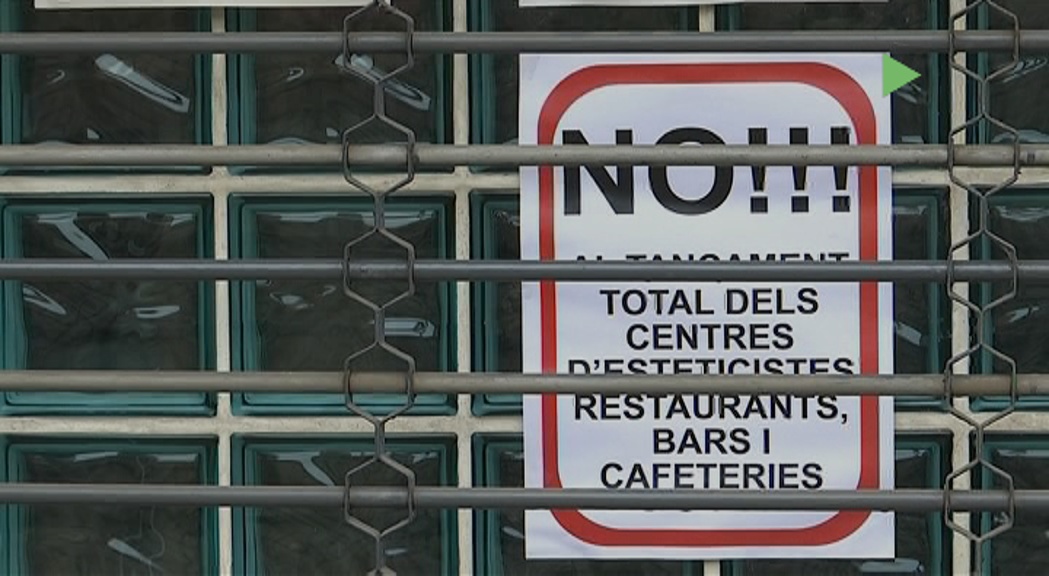 NO!!!
AL TANCAMENT
TOTAL DELS
CENTRES
D'ESTETICISTES
RESTAURANTS,
BARS I
CAFETERIES